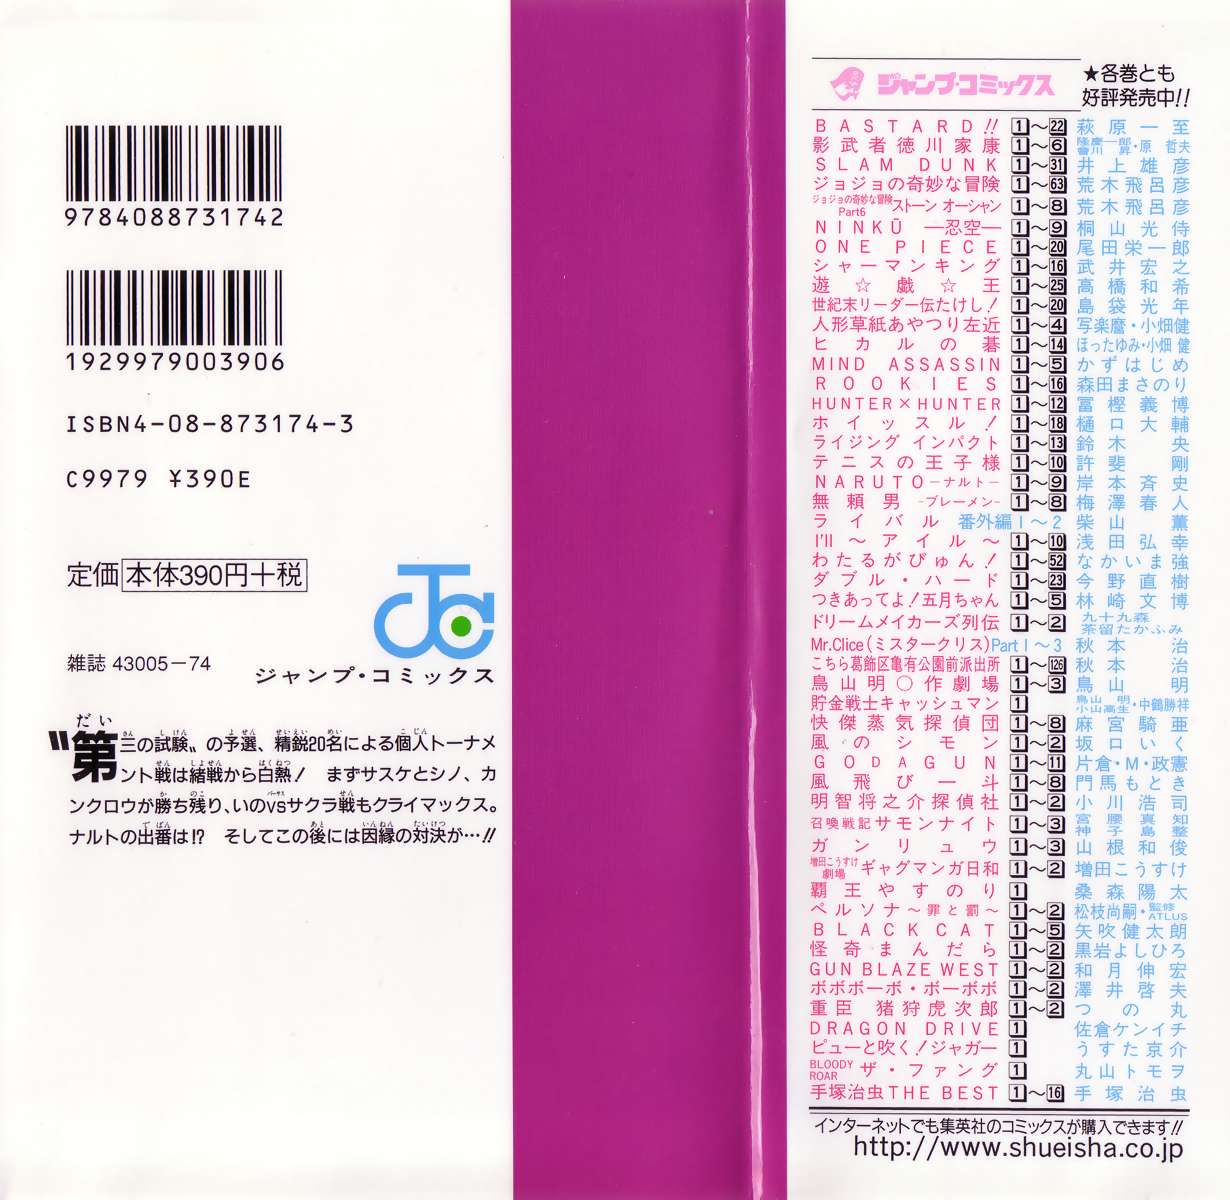 9784088731742
1929979003906
ISBN4-08-873174-3
C9979 ¥390E
定価 本体390円+税
雑誌 43005-74
ジャンプ・コミックス
〝第三の試験〟の予選、精鋭20名による個人トーナメ
ント戦は緒戦から白熱! まずサスケとシノ、カ
ンクロウが勝ち残り、いのvsサクラ戦もクライマックス。
ナルトの出番は!? そしてこの後には因縁の対決が…!!
ジャンプ・コミックス
★各巻とも
好評発売中!!
BASTARD!! 1~22 萩原一至
影武者徳川家康 1~6 隆慶一郎 會川昇・原哲夫
SLAM DUNK 1~31 井上雄彦
ジョジョの奇妙な冒険 1~63 荒木飛呂彦
ジョジョの奇妙な冒険 Part6 ストーン オーシャン 1~8 荒木飛呂彦
NINKŪ —忍空— 1~9 桐山光侍
ONE PIECE 1~20 尾田栄一郎
シャーマンキング 1~16 武井宏之
遊☆戯☆王 1~25 高橋和希
世紀末リーダー伝たけし! 1~20 島袋光年
人形草紙あやつり左近 1~4 写楽麿・小畑健
ヒカルの碁 1~14 ほったゆみ・小畑 健
MIND ASSASSIN 1~5 かずはじめ
ROOKIES 1~16 森田まさのり
HUNTER×HUNTER 1~12 冨樫義博
ホイッスル! 1~18 樋口大輔
ライジング インパクト 1~13 鈴木央
テニスの王子様 1~10 許斐剛
NARUTO—ナルト— 1~9 岸本斉史
無頼男-ブレーメン- 1~8 梅澤春人
ライバル 番外編1~2 柴山薫
I'll ~アイル~ 1~10 浅田弘幸
わたるがぴゅん! 1~52 なかいま強
ダブル・ハード 1~23 今野直樹
つきあってよ!五月ちゃん 1~5 林崎文博
ドリームメイカーズ列伝 1~2 九十九森 茶留たかふみ
Mr.Clice(ミスタークリス) Part1~3 秋本治
こちら葛飾区亀有公園前派出所 1~126 秋本治
鳥山明○作劇場 1~3 鳥山明
貯金戦士キャッシュマン 1 鳥山 明 小山高生・中鶴勝祥
快傑蒸気探偵団 1~8 麻宮騎亜
風のシモン 1~2 坂口いく
GODAGUN 1~11 片倉・M・政憲
風飛び一斗 1~8 門馬もとき
明智将之介探偵社 1~2 小川浩司
召喚戦記サモンナイト 1~3 宮腰真知 神子島整
ガンリュウ 1~3 山根和俊
増田こうすけ劇場 ギャグマンガ日和 1~2 増田こうすけ
覇王やすのり 1 桑森陽太
ペルソナ~罪と罰~ 1~2 松枝尚嗣・監修 ATLUS
BLACK CAT 1~5 矢吹健太朗
怪奇まんだら 1~2 黒岩よしひろ
GUN BLAZE WEST 1~2 和月伸宏
ボボボーボ・ボーボボ 1~2 澤井啓夫
重臣 猪狩虎次郎 1~2 つの丸
DRAGON DRIVE 1 佐倉ケンイチ
ピューと吹く!ジャガー 1 うすた京介
BLOODY ROAR ザ・ファング 1 丸山トモヲ
手塚治虫THE BEST 1~16 手塚治虫
インターネットでも集英社のコミックスが購入できます!!
http://www.shueisha.co.jp